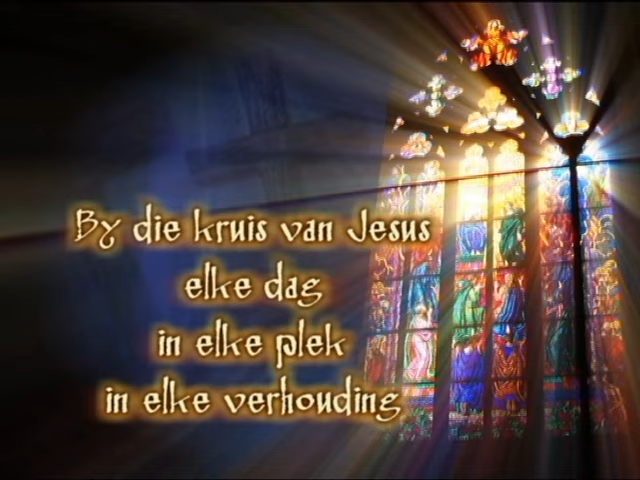 By die kruis van Jesus
elke dag
in elke plek
in elke verhouding